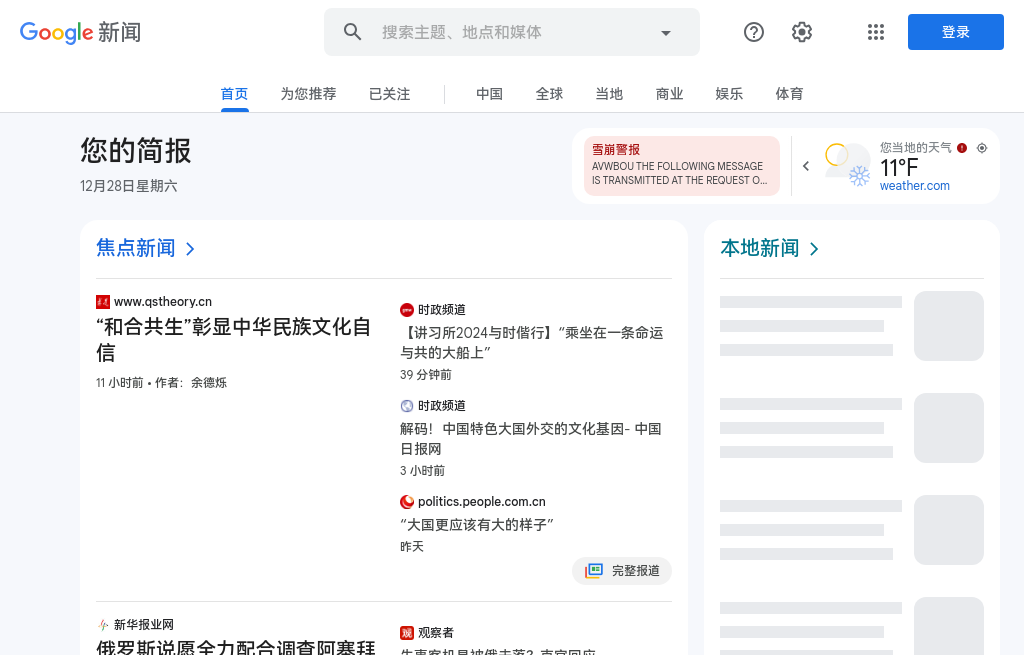 Google 新闻
搜索主题、地点和媒体
登录
首页
为您推荐
已关注
中国
全球
当地
商业
娱乐
体育
您的简报
12月28日星期六
雪崩警报
AVWBOU THE FOLLOWING MESSAGE
IS TRANSMITTED AT THE REQUEST O...
您当地的天气
11°F
weather.com
焦点新闻
www.qstheory.cn
“和合共生”彰显中华民族文化自
信
11 小时前 • 作者：余德烁
时政频道
【讲习所2024与时偕行】“乘坐在一条命运
与共的大船上”
39 分钟前
时政频道
解码！中国特色大国外交的文化基因- 中国
日报网
3 小时前
politics.people.com.cn
“大国更应该有大的样子”
昨天
完整报道
新华报业网
俄罗斯说愿全力配合调查阿塞拜
观察者
本地新闻